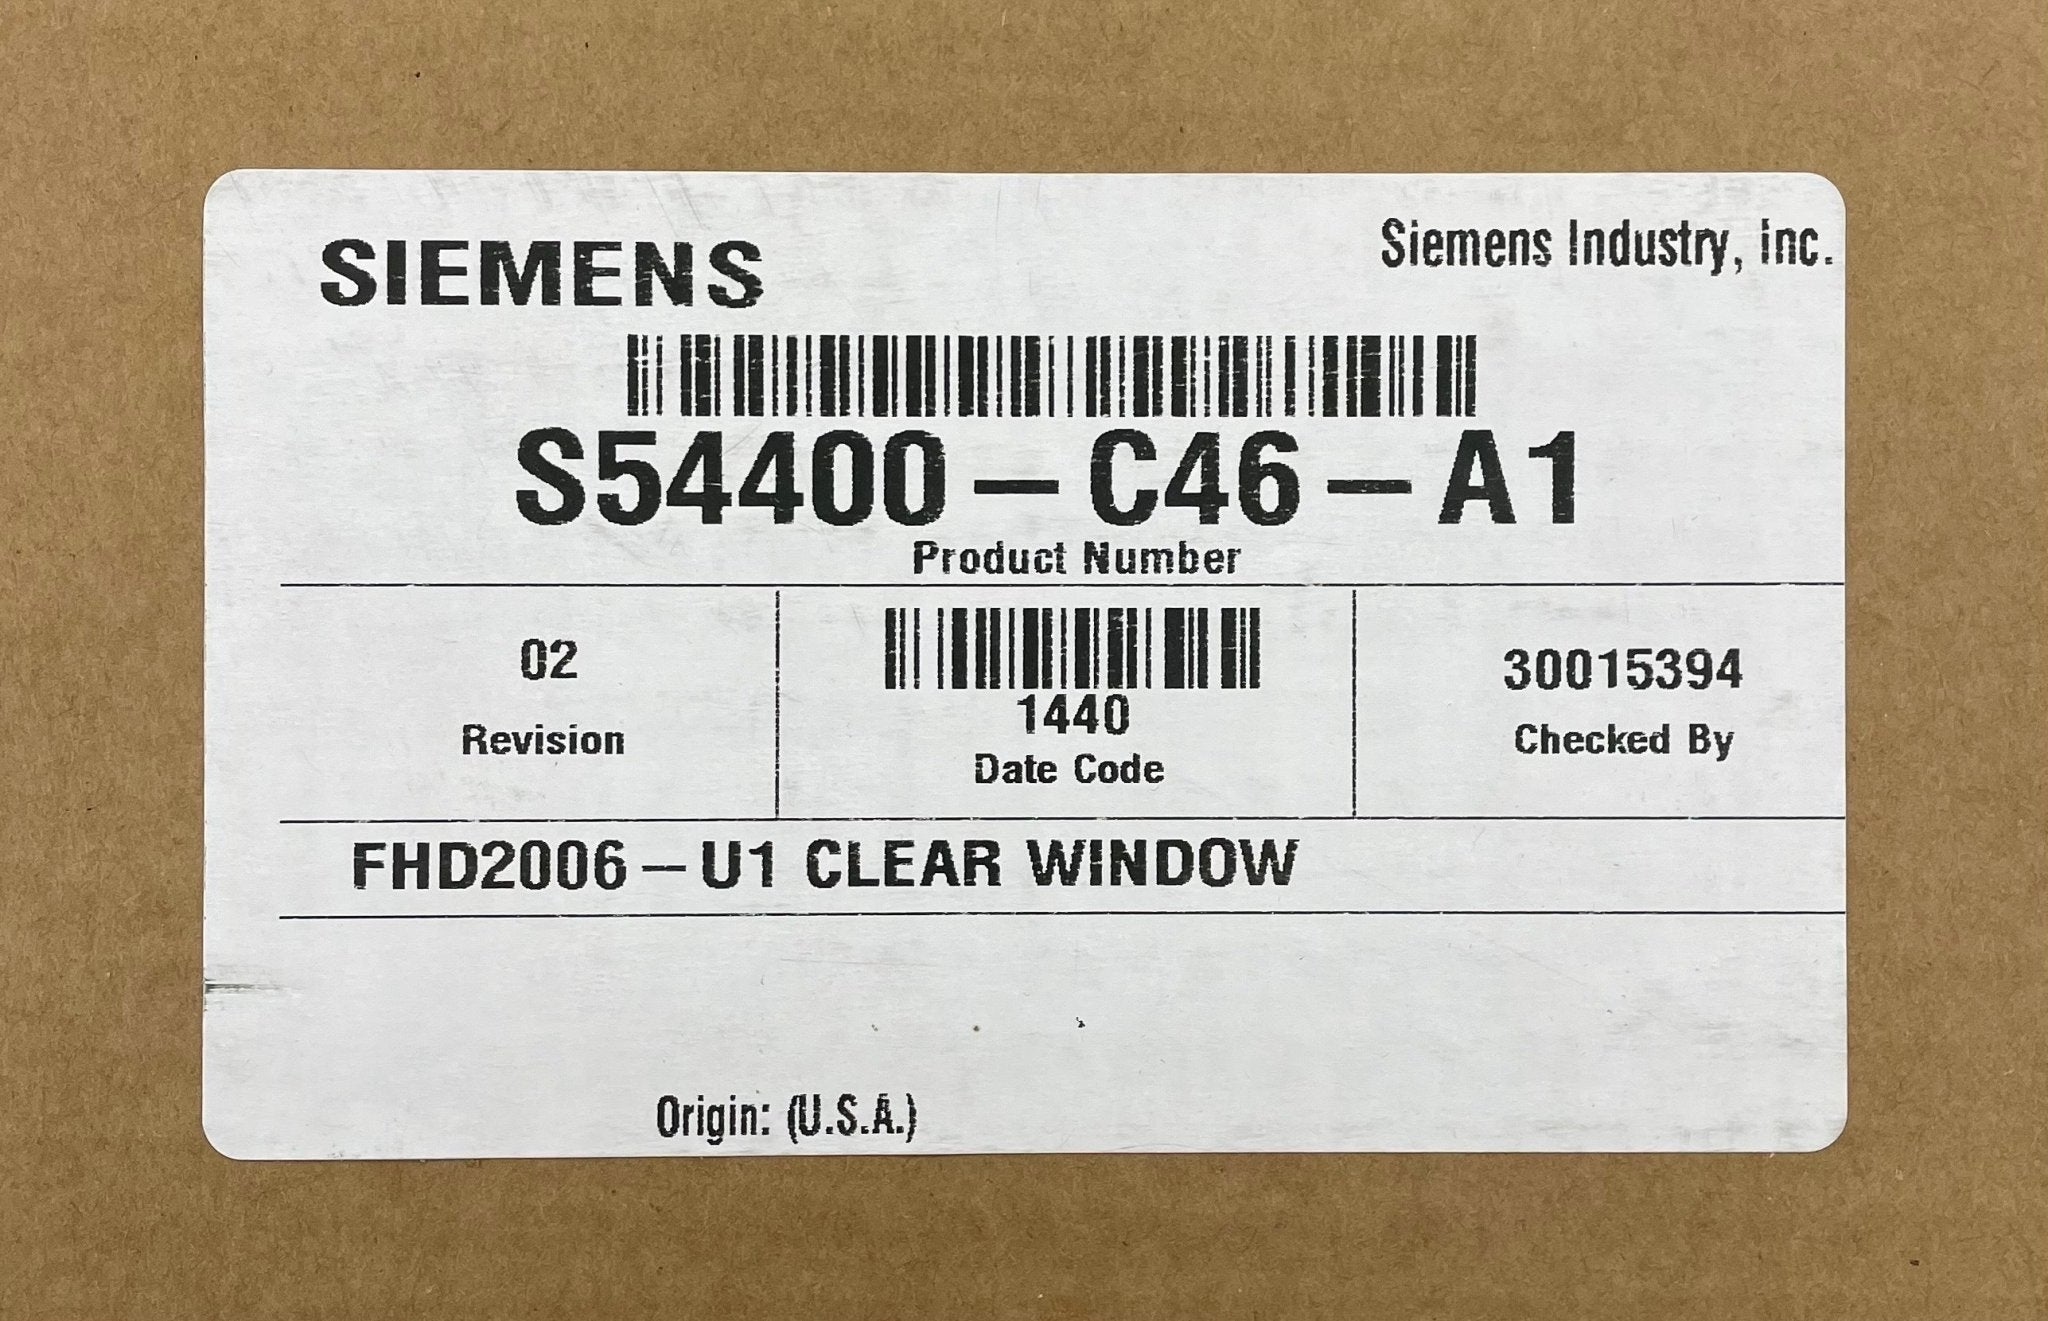 SIEMENS
Siemens Industry, inc.
S54400-C46-A1
Product Number
02
Revision
1440
Date Code
30015394
Checked By
FHD2006-U1 CLEAR WINDOW
Origin: (U.S.A.)